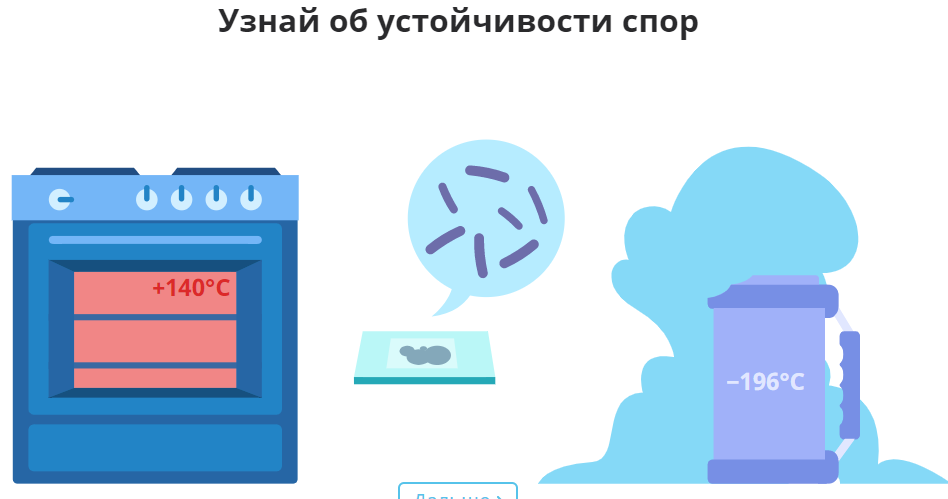 Узнай об устойчивости спор
+140°C
−196°C